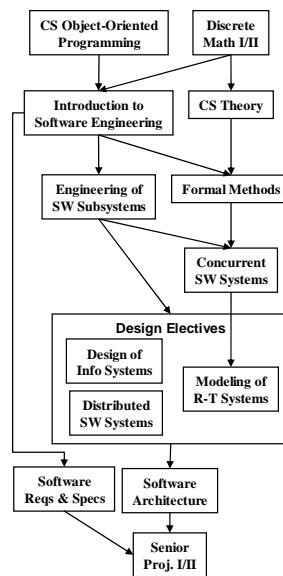 CS Object-Oriented
Programming
Discrete
Math I/II
Introduction to
Software Engineering
CS Theory
Engineering of
SW Subsystems
Formal Methods
Concurrent
SW Systems
Design Electives
Design of
Info Systems
Modeling of
R-T Systems
Distributed
SW Systems
Software
Reqs & Specs
Software
Architecture
Senior
Proj. I/II